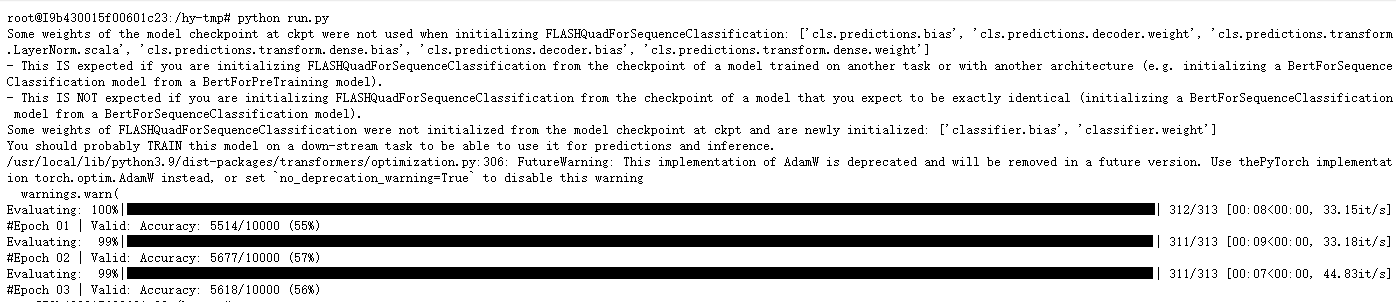 root@I9b430015f00601c23:/hy-tmp# python run.py
Some weights of the model checkpoint at ckpt were not used when initializing FLASHQuadForSequenceClassification: ['cls.predictions.bias', 'cls.predictions.decoder.weight', 'cls.predictions.transform
.LayerNorm.scala', 'cls.predictions.transform.dense.bias', 'cls.predictions.decoder.bias', 'cls.predictions.transform.dense.weight']
- This IS expected if you are initializing FLASHQuadForSequenceClassification from the checkpoint of a model trained on another task or with another architecture (e.g. initializing a BertForSequence
Classification model from a BertForPreTraining model).
- This IS NOT expected if you are initializing FLASHQuadForSequenceClassification from the checkpoint of a model that you expect to be exactly identical (initializing a BertForSequenceClassification
 model from a BertForSequenceClassification model).
Some weights of FLASHQuadForSequenceClassification were not initialized from the model checkpoint at ckpt and are newly initialized: ['classifier.bias', 'classifier.weight']
You should probably TRAIN this model on a down-stream task to be able to use it for predictions and inference.
/usr/local/lib/python3.9/dist-packages/transformers/optimization.py:306: FutureWarning: This implementation of AdamW is deprecated and will be removed in a future version. Use thePyTorch implementat
ion torch.optim.AdamW instead, or set `no_deprecation_warning=True` to disable this warning
  warnings.warn(
Evaluating: 100%| | 312/313 [00:08<00:00, 33.15it/s]
#Epoch 01 | Valid: Accuracy: 5514/10000 (55%)
Evaluating:  99%| | 311/313 [00:09<00:00, 33.18it/s]
#Epoch 02 | Valid: Accuracy: 5677/10000 (57%)
Evaluating:  99%| | 311/313 [00:07<00:00, 44.83it/s]
#Epoch 03 | Valid: Accuracy: 5618/10000 (56%)